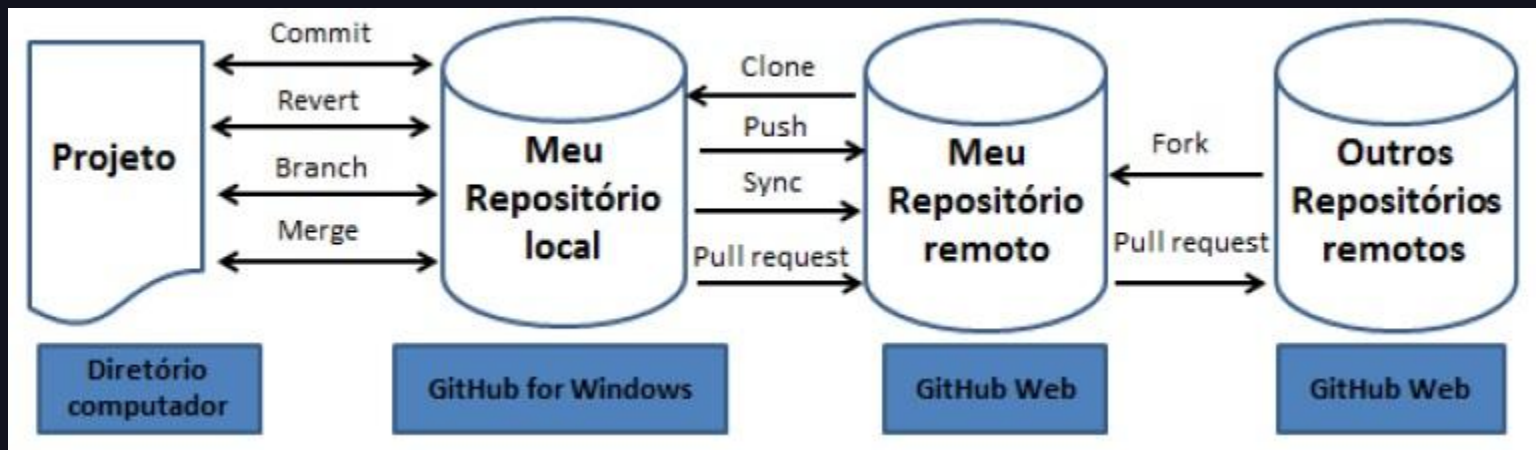 Projeto
Commit
Revert
Branch
Merge
Meu
Repositório
local
Clone
Push
Sync
Pull request
Meu
Repositório
remoto
Fork
Pull request
Outros
Repositórios
remotos
Diretório
computador
GitHub for Windows
GitHub Web
GitHub Web